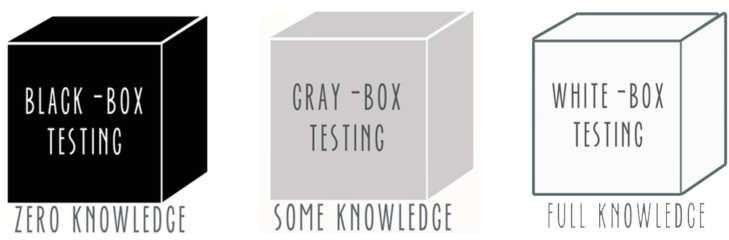 BLACK-BOX
TESTING
ZERO KNOWLEDGE
GRAY-BOX
TESTING
SOME KNOWLEDGE
WHITE-BOX
TESTING
FULL KNOWLEDGE